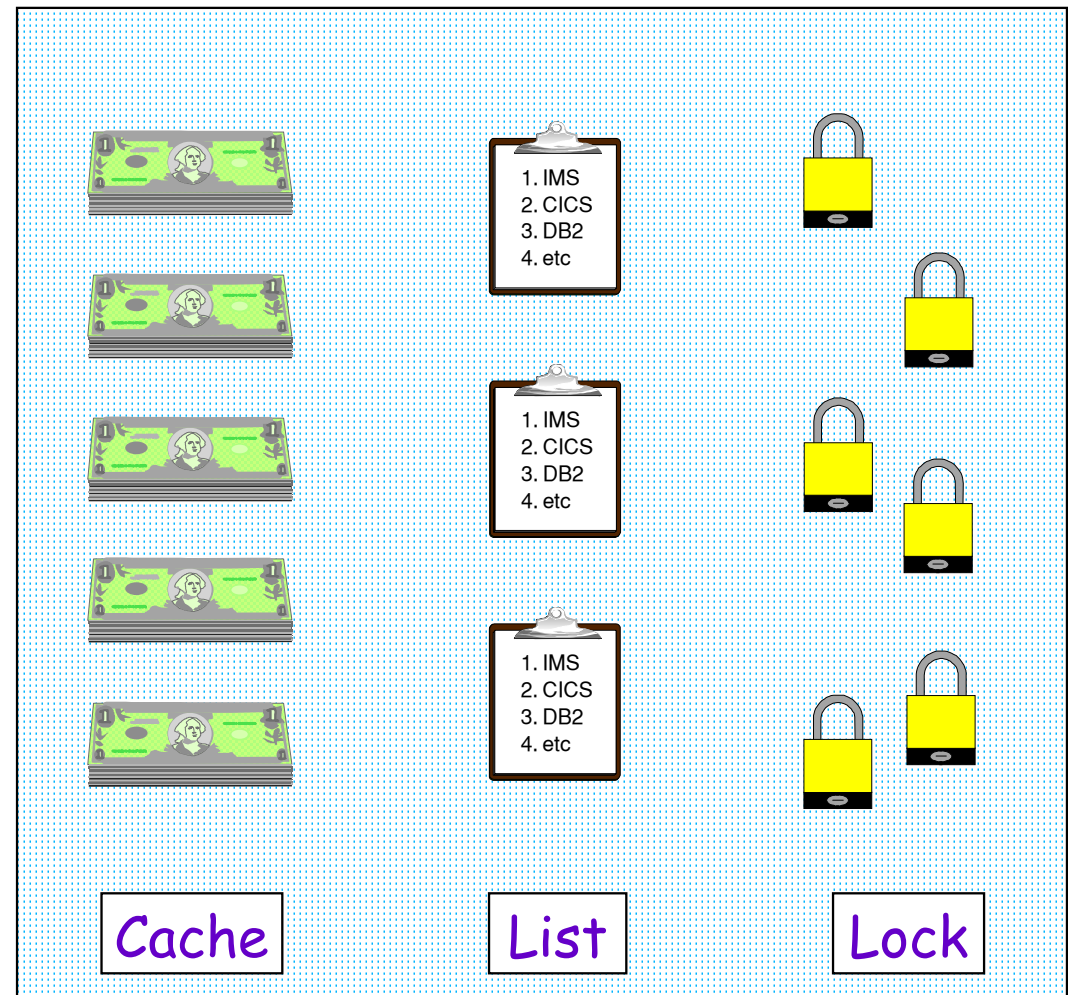 1. IMS
2. CICS
3. DB2
4. etc
1. IMS
2. CICS
3. DB2
4. etc
1. IMS
2. CICS
3. DB2
4. etc
Cache
List
Lock